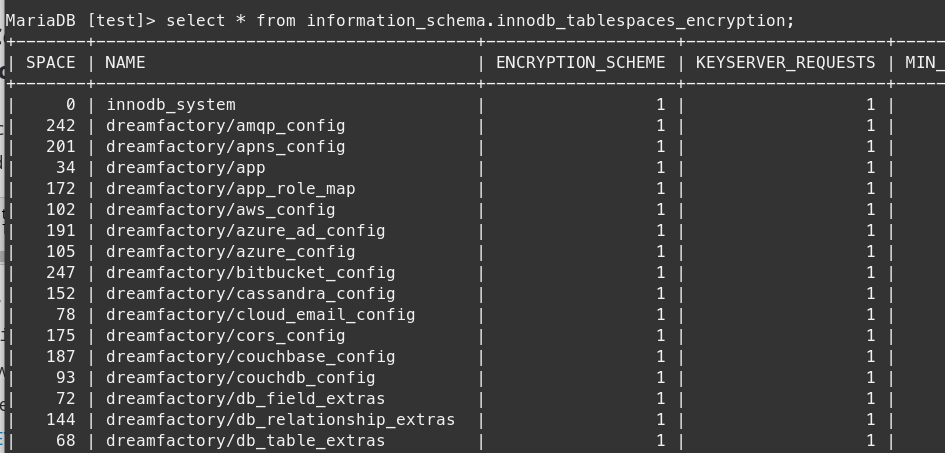 MariaDB [test]> select * from information_schema.innodb_tablespaces_encryption;
| SPACE | NAME | ENCRYPTION_SCHEME | KEYSERVER_REQUESTS | MIN_
| 0 | innodb_system | 1 | 1 |
| 242 | dreamfactory/amqp_config | 1 | 1 |
| 201 | dreamfactory/apns_config | 1 | 1 |
| 34 | dreamfactory/app | 1 | 1 |
| 172 | dreamfactory/app_role_map | 1 | 1 |
| 102 | dreamfactory/aws_config | 1 | 1 |
| 191 | dreamfactory/azure_ad_config | 1 | 1 |
| 105 | dreamfactory/azure_config | 1 | 1 |
| 247 | dreamfactory/bitbucket_config | 1 | 1 |
| 152 | dreamfactory/cassandra_config | 1 | 1 |
| 78 | dreamfactory/cloud_email_config | 1 | 1 |
| 175 | dreamfactory/cors_config | 1 | 1 |
| 187 | dreamfactory/couchbase_config | 1 | 1 |
| 93 | dreamfactory/couchdb_config | 1 | 1 |
| 72 | dreamfactory/db_field_extras | 1 | 1 |
| 144 | dreamfactory/db_relationship_extras | 1 | 1 |
| 68 | dreamfactory/db_table_extras | 1 | 1 |